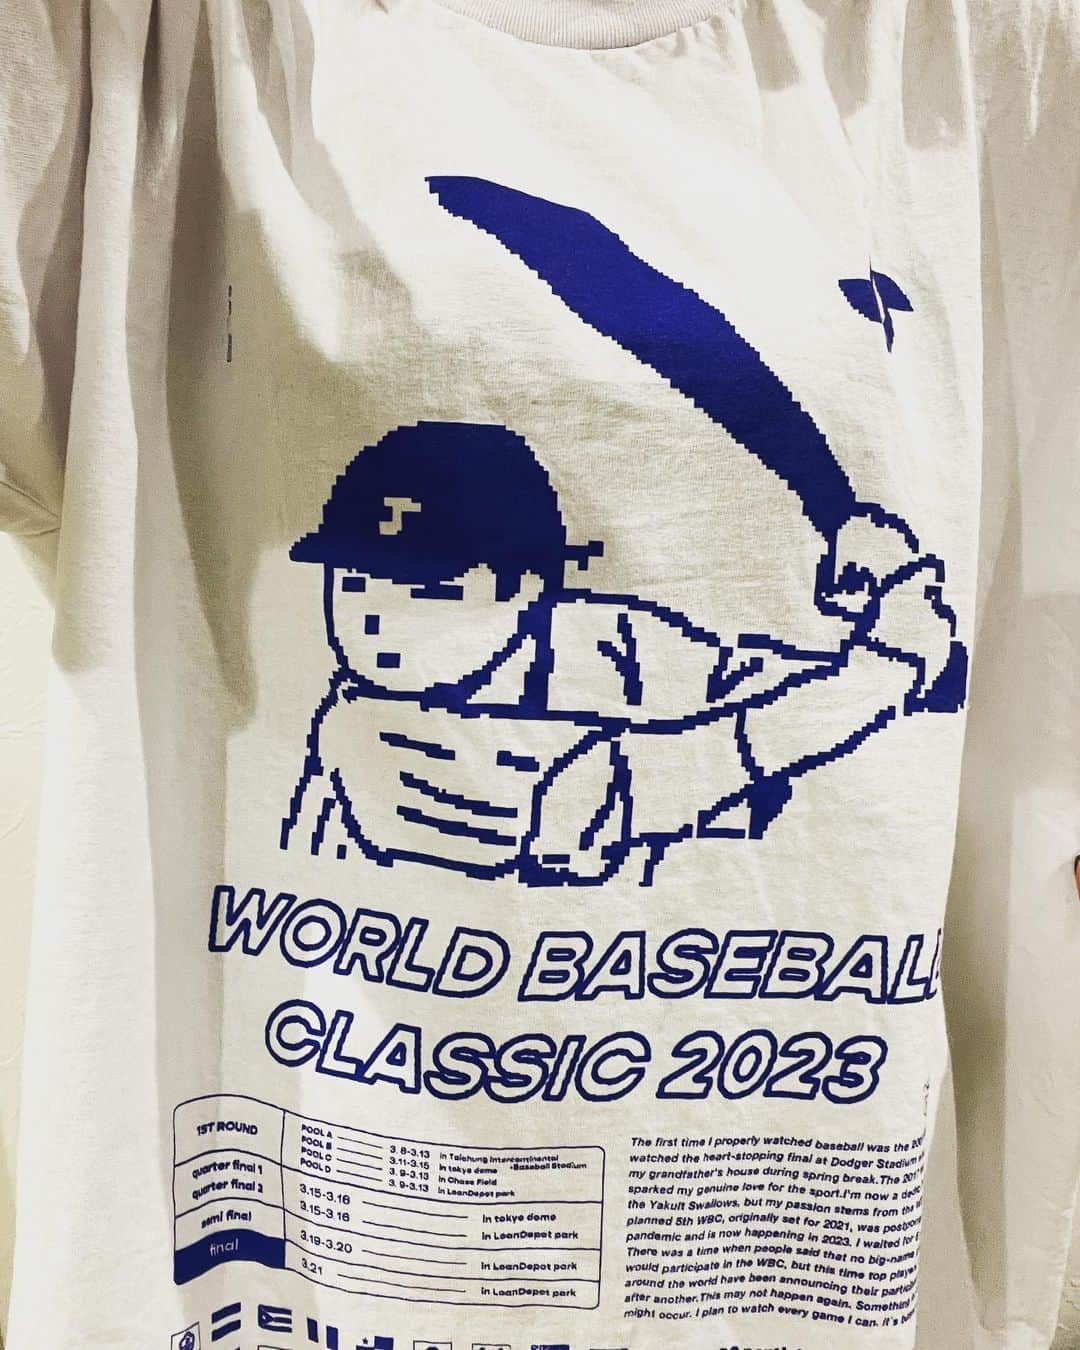 J
WORLD BASEBALL
CLASSIC 2023
1ST ROUND
POOL A 3. 8-3.13 in Taichung Intercontinental
•Baseball Stadium
POOL B 3.11-3.15 in tokyo dome
POOL C 3. 9-3.13 in Chase Field
POOL D 3. 9-3.13 in LoanDepot park
quarter final 1 3.15-3.16 in tokyo dome
quarter final 2 3.15-3.16 in LoanDepot park
semi final 3.19-3.20 in LoanDepot park
final 3.21 in LoanDepot park
The first time I properly watched baseball was the
watched the heart-stopping final at Dodger Stadium
my grandfather's house during spring break. The
sparked my genuine love for the sport.I'm now a
the Yakult Swallows, but my passion stems from the
planned 5th WBC, originally set for 2021, was
pandemic and is now happening in 2023. I waited for
There was a time when people said that no big-name
would participate in the WBC, but this time top
around the world have been announcing their
after another.This may not happen again. Something
might occur. I plan to watch every game I can. it's